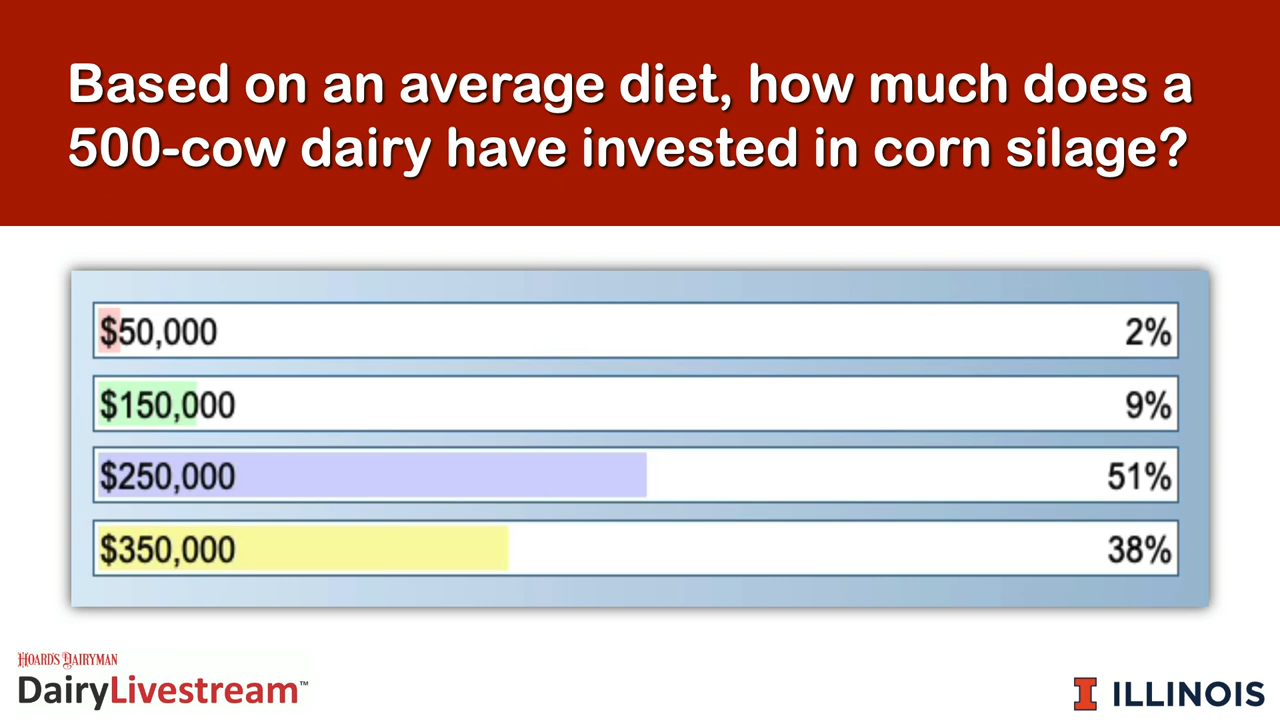 Based on an average diet, how much does a
500-cow dairy have invested in corn silage?
$50,000 2%
$150,000 9%
$250,000 51%
$350,000 38%
HOARD'S DAIRYMAN
DairyLivestream™
I ILLINOIS